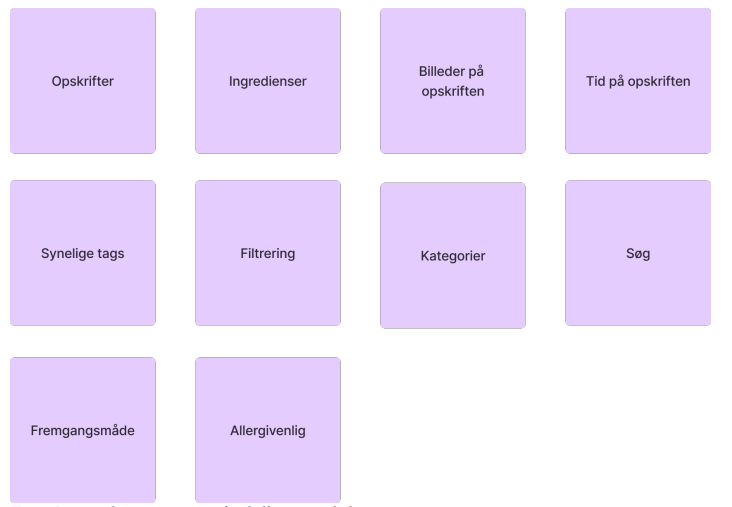 Opskrifter
Ingredienser
Billeder på
opskriften
Tid på opskriften
Synelige tags
Filtrering
Kategorier
Søg
Fremgangsmåde
Allergivenlig